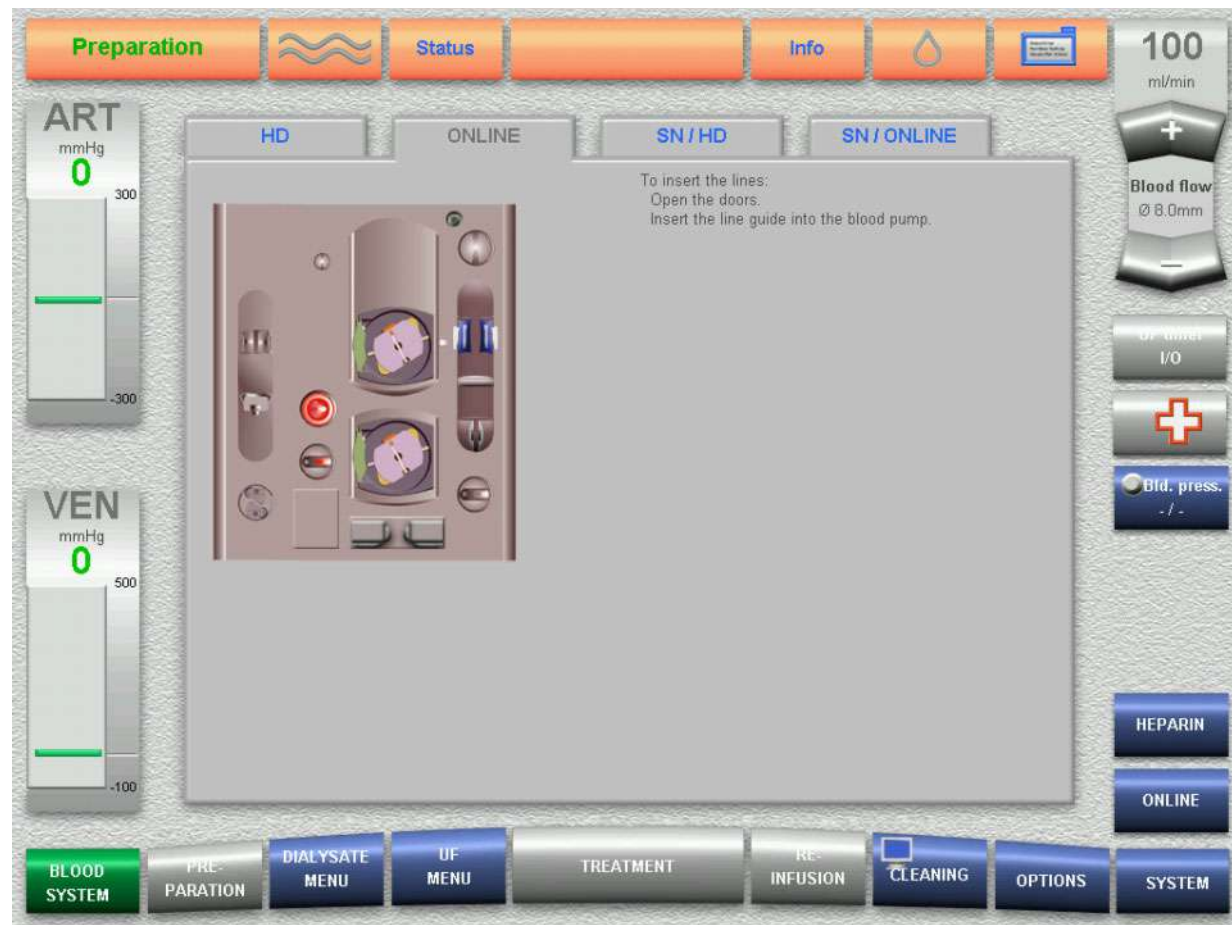 Preparation
Status
Info
100
ml/min
+
Blood flow
Ø 8.0mm
–
ART
mmHg
0
300
-300
HD
ONLINE
SN / HD
SN / ONLINE
To insert the lines:
Open the doors.
Insert the line guide into the blood pump.
I/O
Bld. press.
- / -
VEN
mmHg
0
500
-100
HEPARIN
ONLINE
BLOOD
SYSTEM
PRE-
PARATION
DIALYSATE
MENU
UF
MENU
TREATMENT
RE-
INFUSION
CLEANING
OPTIONS
SYSTEM